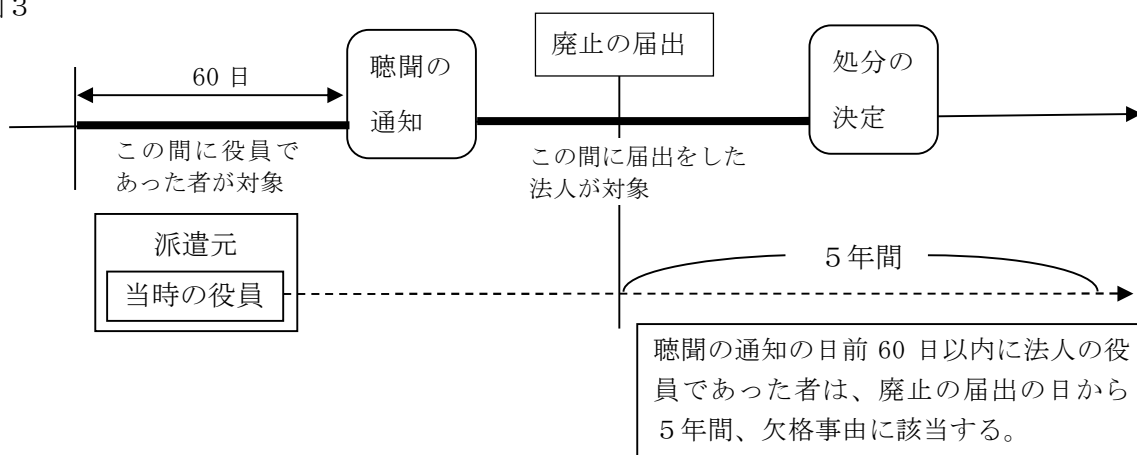 図3
60 日
聴聞の
通知
廃止の届出
処分の
決定
この間に役員で
あった者が対象
この間に届出をした
法人が対象
派遣元
当時の役員
5年間
聴聞の通知の日前 60 日以内に法人の役
員であった者は、廃止の届出の日から
5年間、欠格事由に該当する。